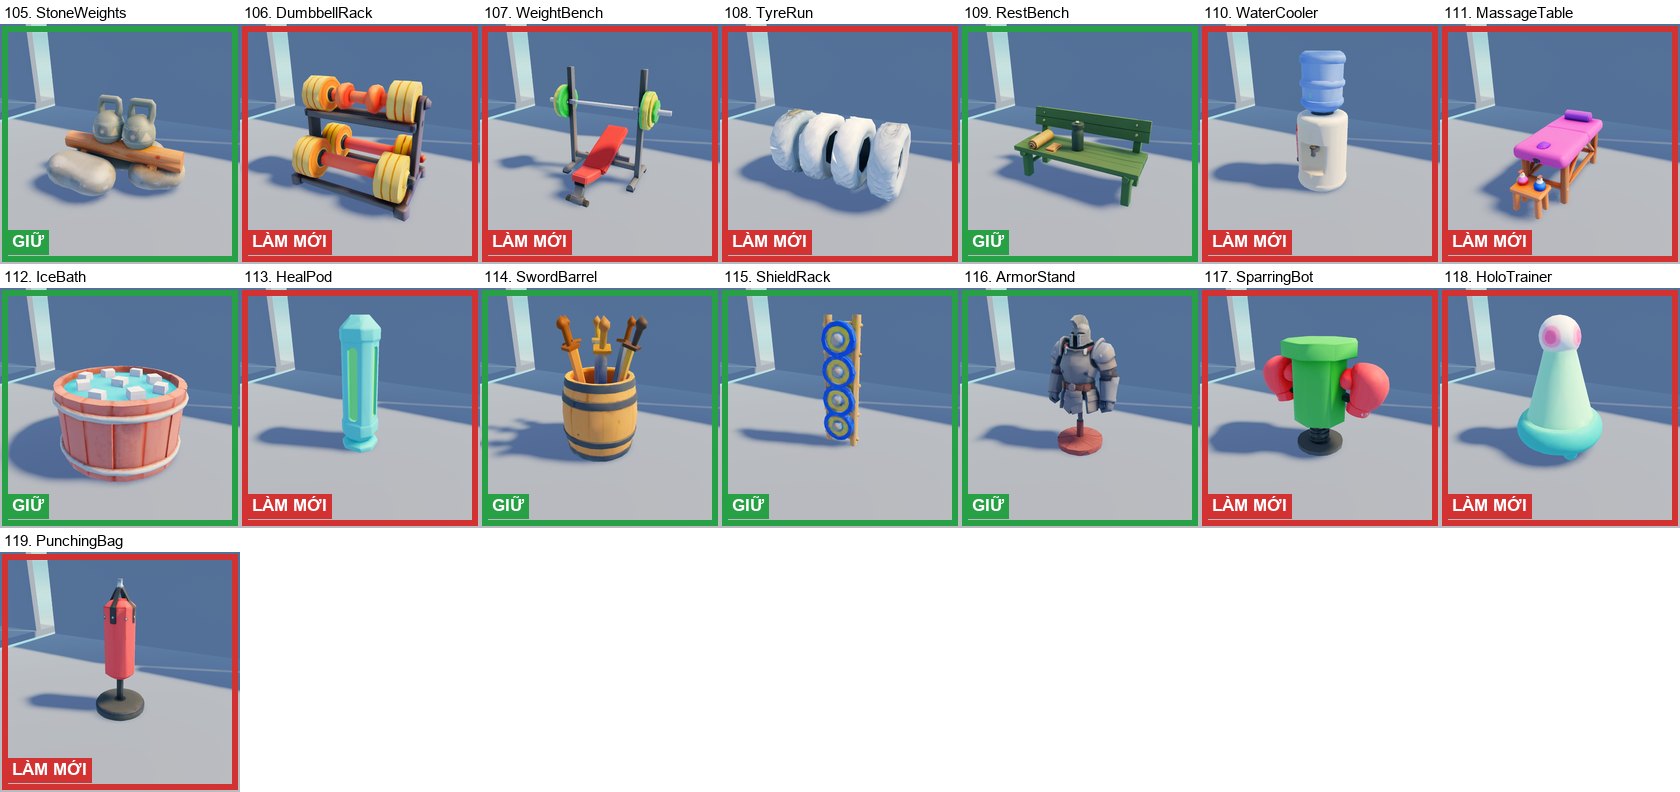 105. StoneWeights
106. DumbbellRack
107. WeightBench
108. TyreRun
109. RestBench
110. WaterCooler
111. MassageTable
GIỮ
LÀM MỚI
LÀM MỚI
LÀM MỚI
GIỮ
LÀM MỚI
LÀM MỚI
112. IceBath
113. HealPod
114. SwordBarrel
115. ShieldRack
116. ArmorStand
117. SparringBot
118. HoloTrainer
GIỮ
LÀM MỚI
GIỮ
GIỮ
GIỮ
LÀM MỚI
LÀM MỚI
119. PunchingBag
LÀM MỚI